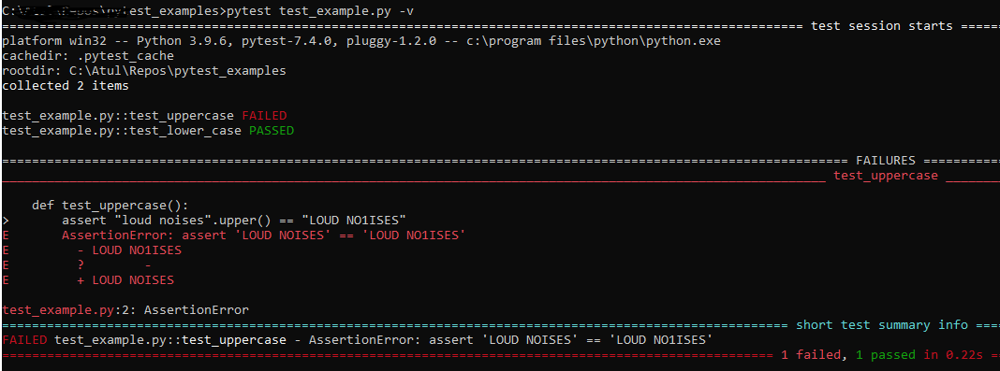 C:\Atul\Repos\pytest_examples>pytest test_example.py -v
============ test session starts ======
platform win32 -- Python 3.9.6, pytest-7.4.0, pluggy-1.2.0 -- c:\program files\python\python.exe
cachedir: .pytest_cache
rootdir: C:\Atul\Repos\pytest_examples
collected 2 items
test_example.py::test_uppercase FAILED
test_example.py::test_lower_case PASSED
============ FAILURES ===========
____________ test_uppercase ________
def test_uppercase():
> assert "loud noises".upper() == "LOUD NO1ISES"
E AssertionError: assert 'LOUD NOISES' == 'LOUD NO1ISES'
E - LOUD NO1ISES
E ? -
E + LOUD NOISES
test_example.py:2: AssertionError
============ short test summary info ====
FAILED test_example.py::test_uppercase - AssertionError: assert 'LOUD NOISES' == 'LOUD NO1ISES'
============ 1 failed, 1 passed in 0.22s ==